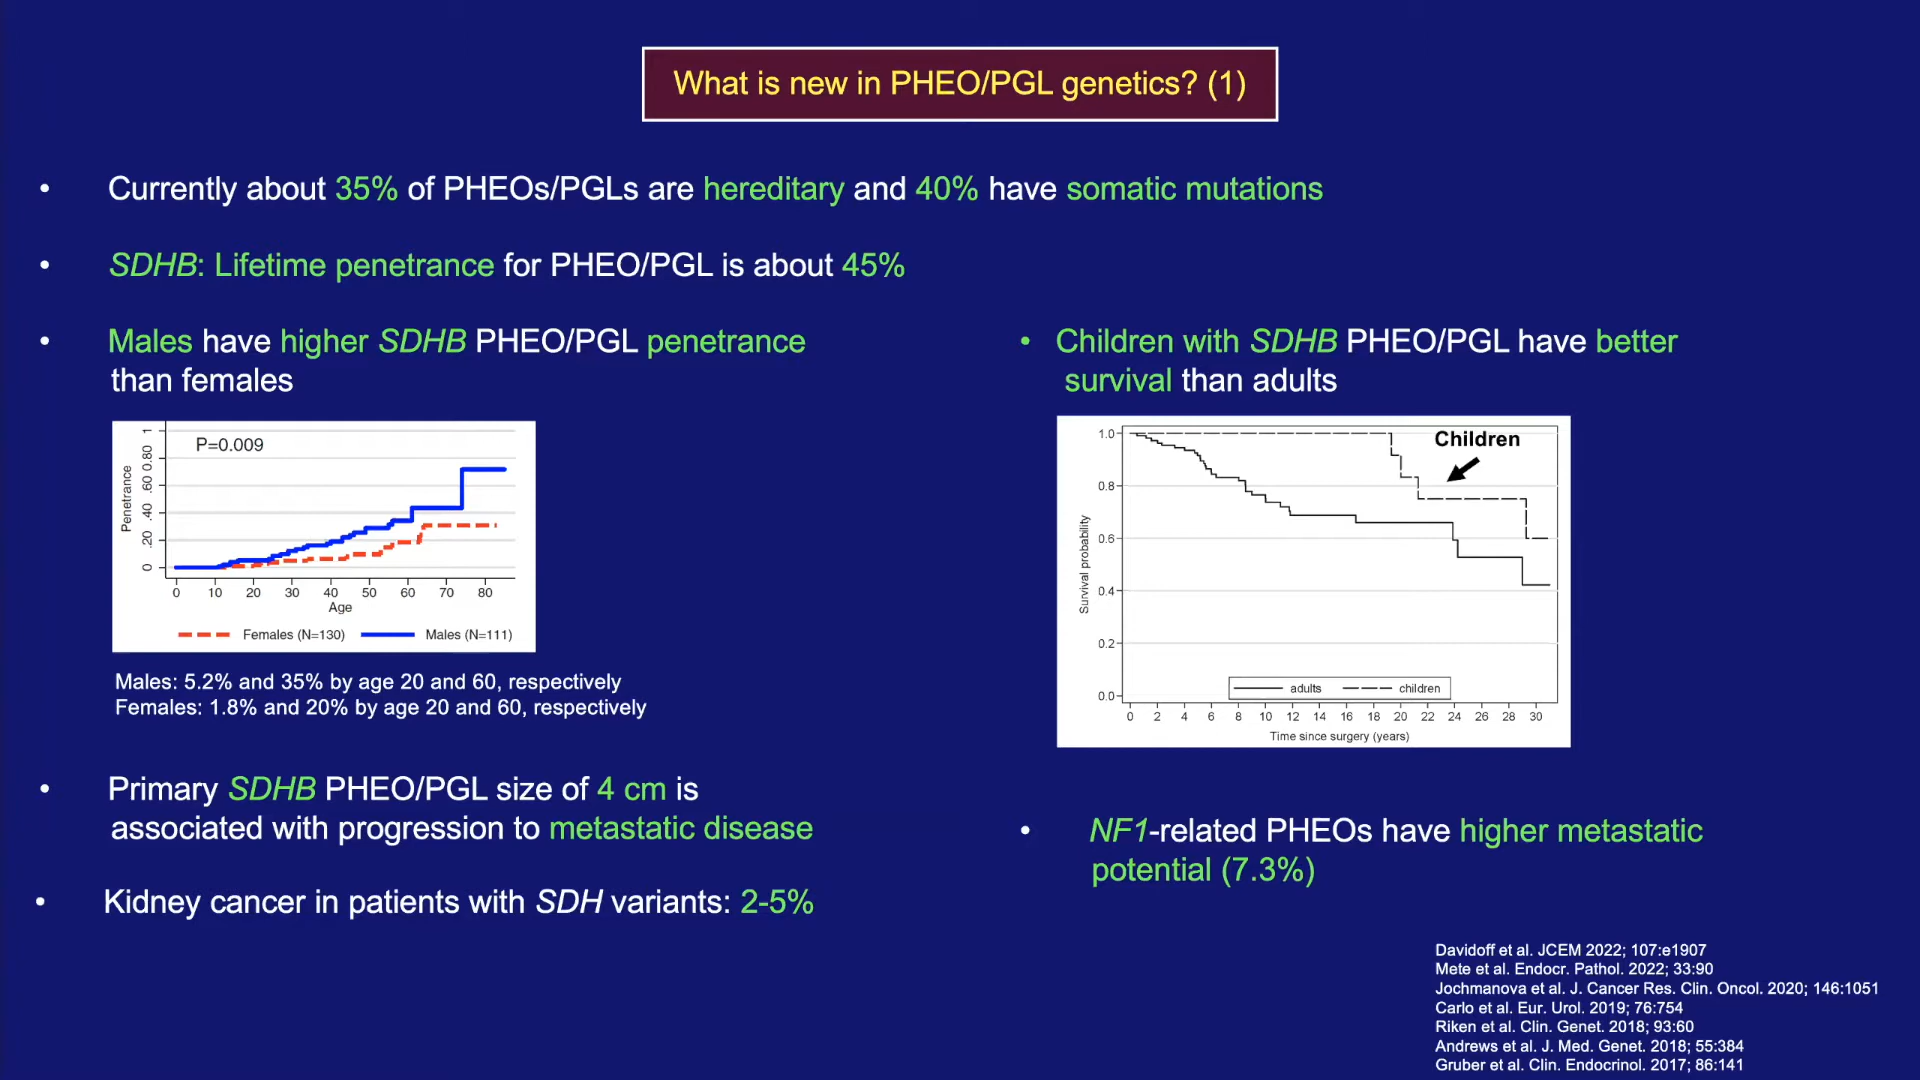 What is new in PHEO/PGL genetics? (1)
• Currently about 35% of PHEOs/PGLs are hereditary and 40% have somatic mutations
• SDHB: Lifetime penetrance for PHEO/PGL is about 45%
• Males have higher SDHB PHEO/PGL penetrance
than females
P=0.009
Penetrance
1
0.80
.60
.40
.20
0
0 10 20 30 40 50 60 70 80
Age
Females (N=130) Males (N=111)
Males: 5.2% and 35% by age 20 and 60, respectively
Females: 1.8% and 20% by age 20 and 60, respectively
• Primary SDHB PHEO/PGL size of 4 cm is
associated with progression to metastatic disease
• Kidney cancer in patients with SDH variants: 2-5%
• Children with SDHB PHEO/PGL have better
survival than adults
Children
Survival probability
1.0
0.8
0.6
0.4
0.2
0.0
adults children
0 2 4 6 8 10 12 14 16 18 20 22 24 26 28 30
Time since surgery (years)
• NF1-related PHEOs have higher metastatic
potential (7.3%)
Davidoff et al. JCEM 2022; 107:e1907
Mete et al. Endocr. Pathol. 2022; 33:90
Jochmanova et al. J. Cancer Res. Clin. Oncol. 2020; 146:1051
Carlo et al. Eur. Urol. 2019; 76:754
Riken et al. Clin. Genet. 2018; 93:60
Andrews et al. J. Med. Genet. 2018; 55:384
Gruber et al. Clin. Endocrinol. 2017; 86:141